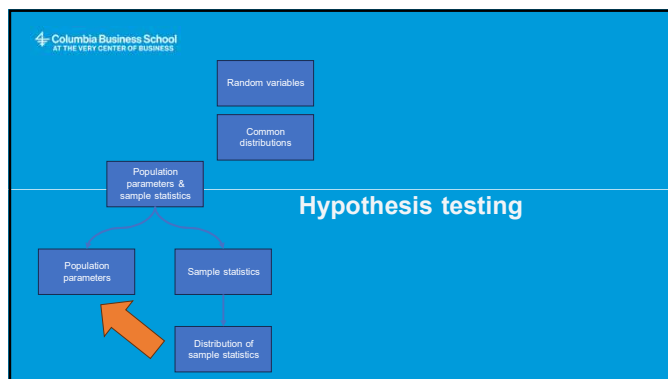 Columbia Business School
AT THE VERY CENTER OF BUSINESS
Random variables
Common
distributions
Population
parameters &
sample statistics
Hypothesis testing
Population
parameters
Sample statistics
Distribution of
sample statistics